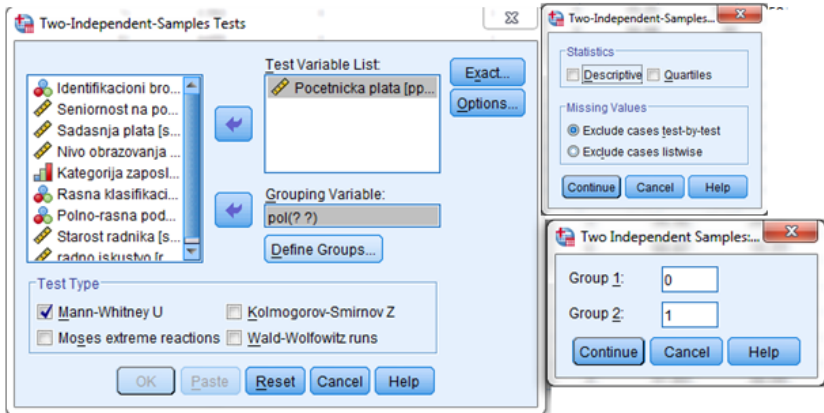 Two-Independent-Samples Tests
Identifikacioni bro...
Seniornost na po...
Sadasnja plata [s...
Nivo obrazovanja ...
Kategorija zaposl...
Rasna klasifikaci...
Polno-rasna pod...
Starost radnika [s...
radno iskustvo [r...
Test Variable List:
Pocetnicka plata [pp...
Grouping Variable:
pol(? ?)
Define Groups...
Exact...
Options...
Test Type
Mann-Whitney U
Kolmogorov-Smirnov Z
Moses extreme reactions
Wald-Wolfowitz runs
OK Paste Reset Cancel Help
Two-Independent-Samples...
Statistics
Descriptive Quartiles
Missing Values
Exclude cases test-by-test
Exclude cases listwise
Continue Cancel Help
Two Independent Samples:...
Group 1: 0
Group 2: 1
Continue Cancel Help